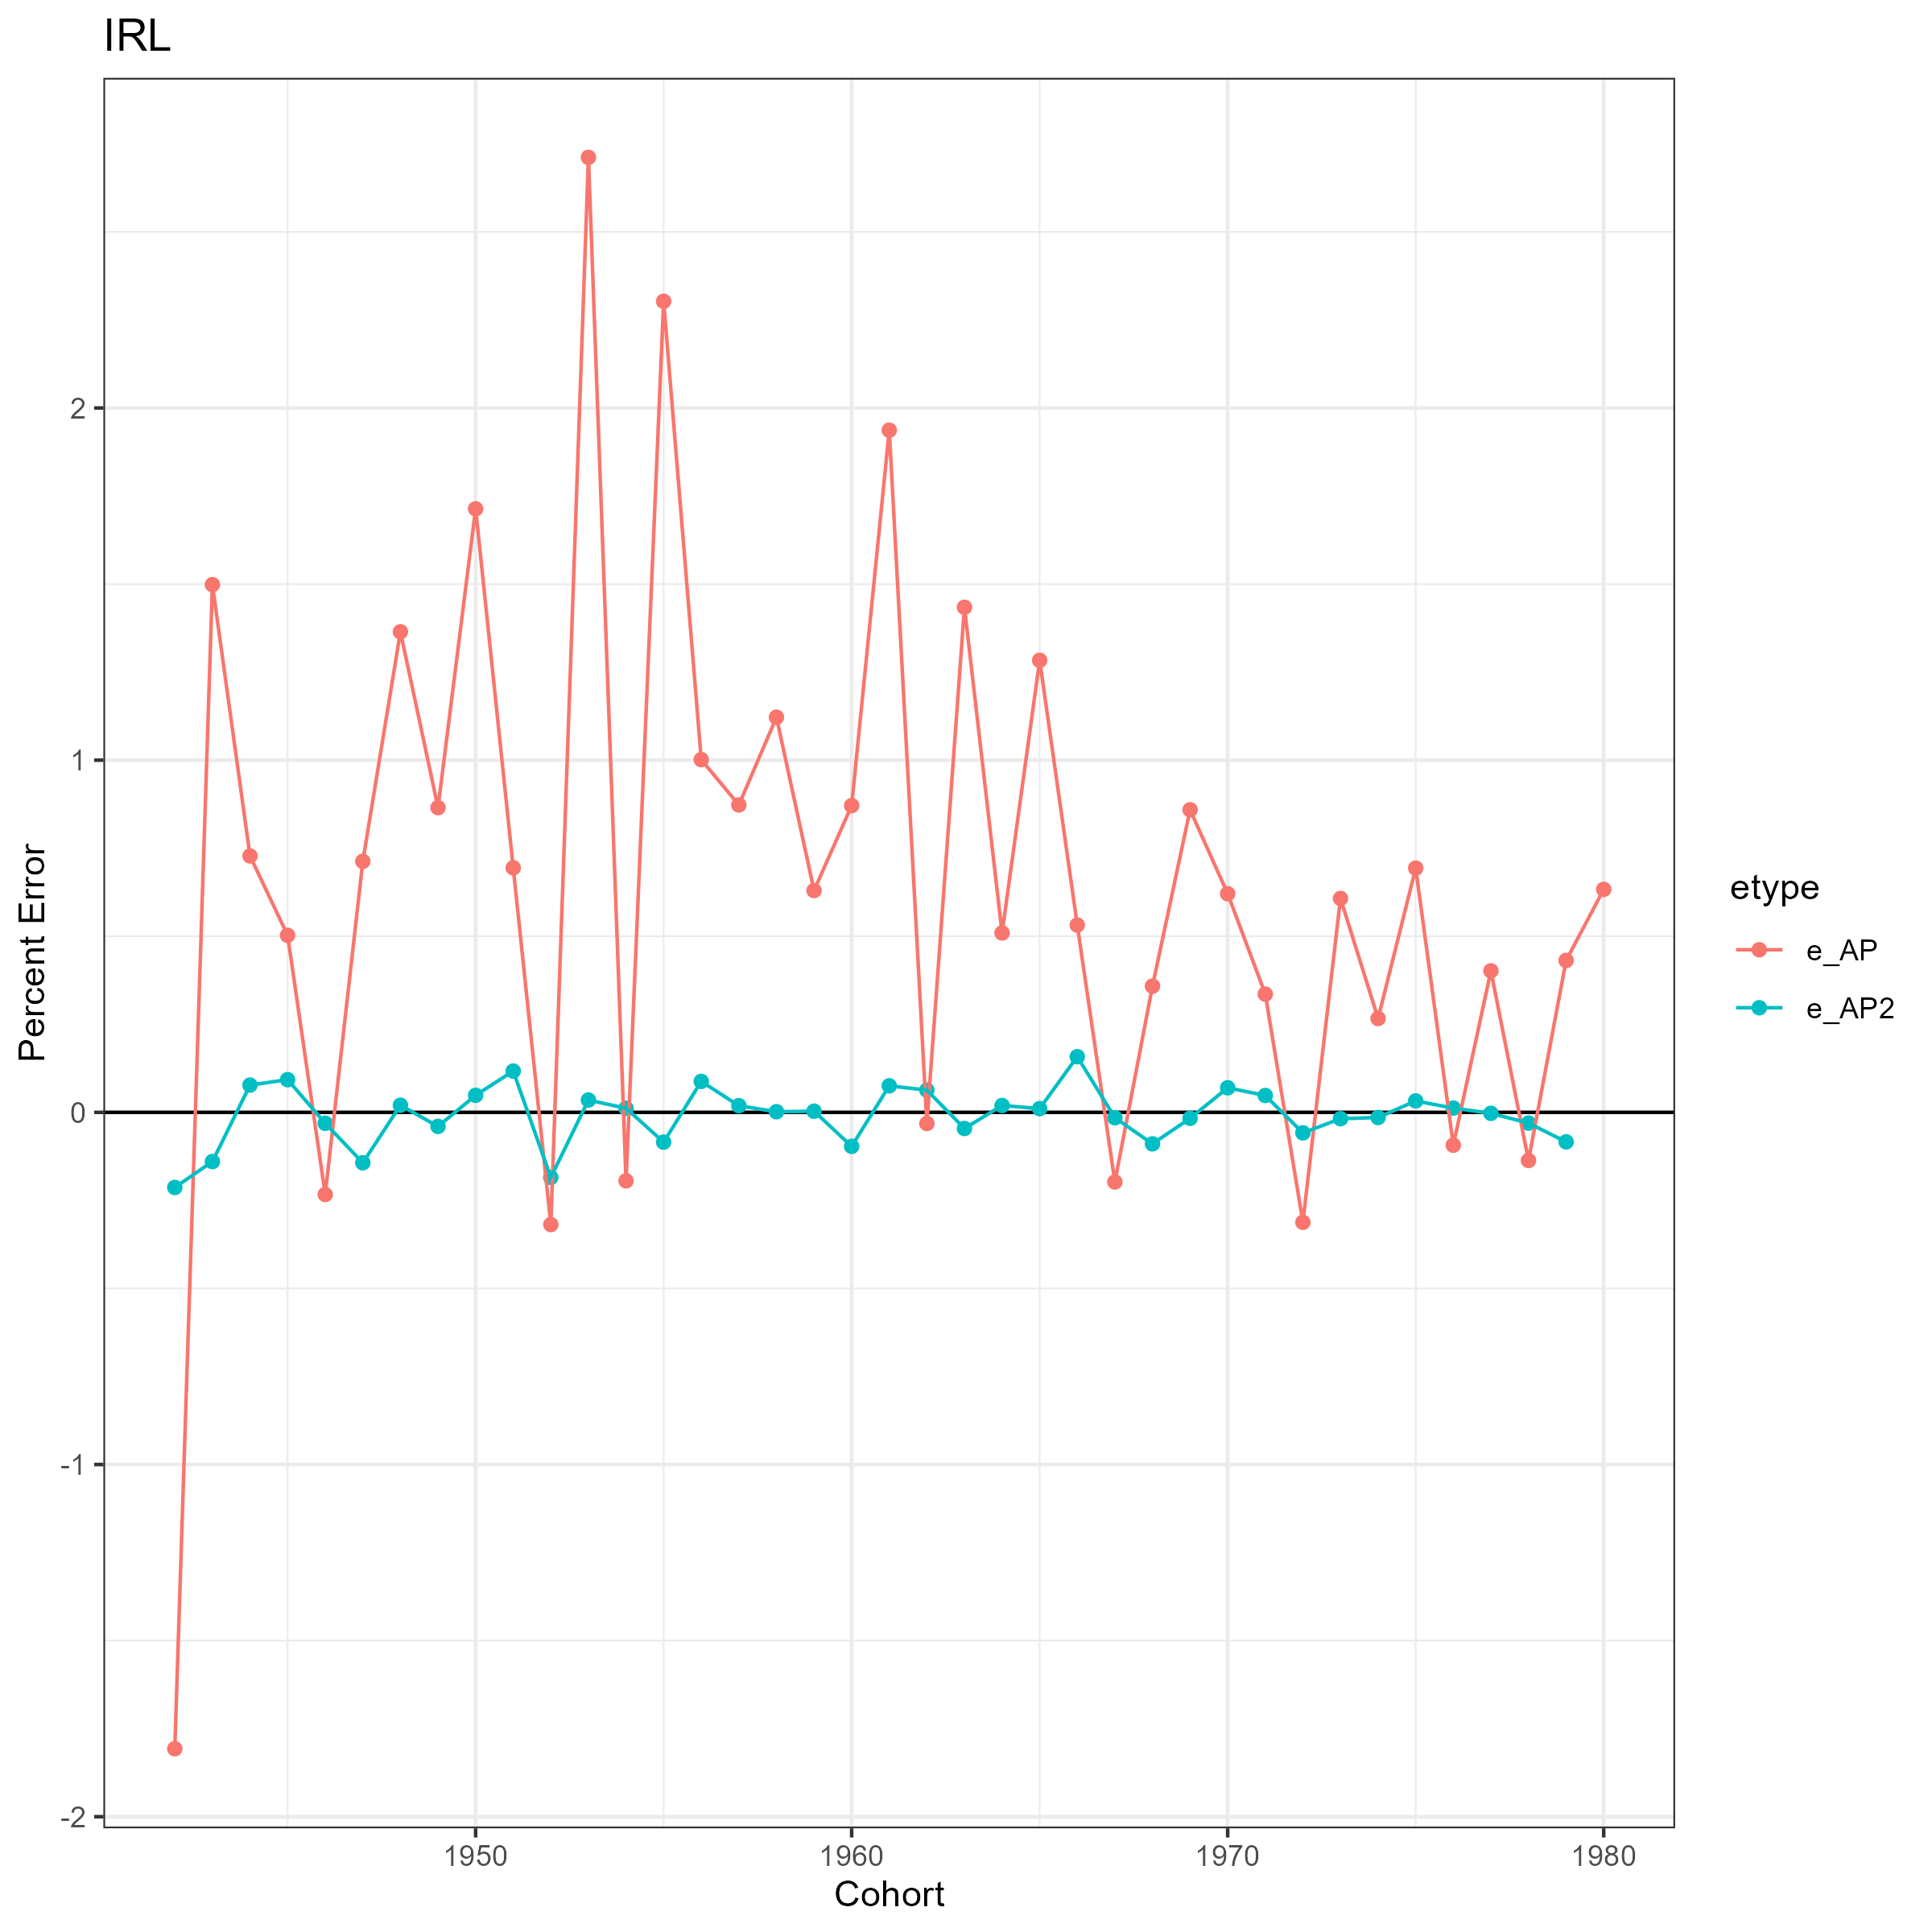 IRL
Percent Error
2
1
0
-1
-2
1950 1960 1970 1980
Cohort
etype
e_AP
e_AP2